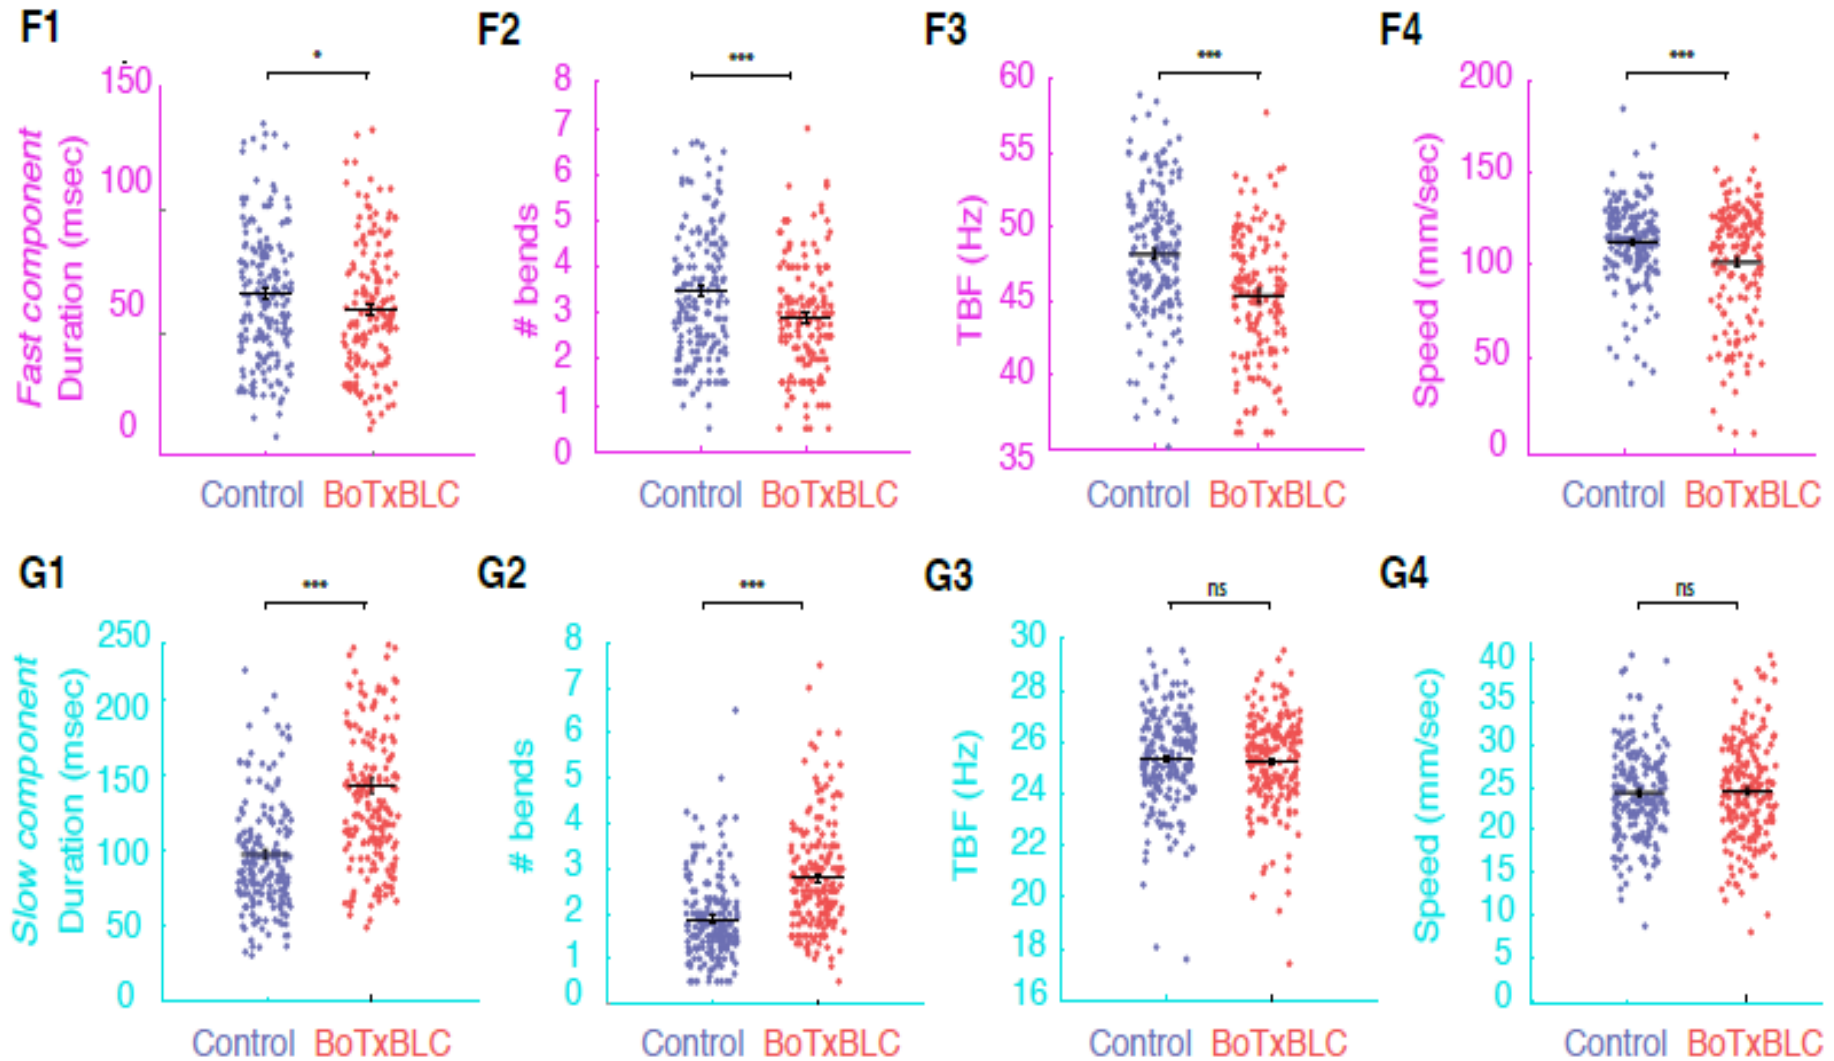 F1
*
150
100
50
0
Fast component
Duration (msec)
Control BoTxBLC
F2
***
8
7
6
5
4
3
2
1
0
# bends
Control BoTxBLC
F3
***
60
55
50
45
40
35
TBF (Hz)
Control BoTxBLC
F4
***
200
150
100
50
0
Speed (mm/sec)
Control BoTxBLC
G1
***
250
200
150
100
50
0
Slow component
Duration (msec)
Control BoTxBLC
G2
***
8
7
6
5
4
3
2
1
0
# bends
Control BoTxBLC
G3
ns
30
28
26
24
22
20
18
16
TBF (Hz)
Control BoTxBLC
G4
ns
40
35
30
25
20
15
10
5
0
Speed (mm/sec)
Control BoTxBLC